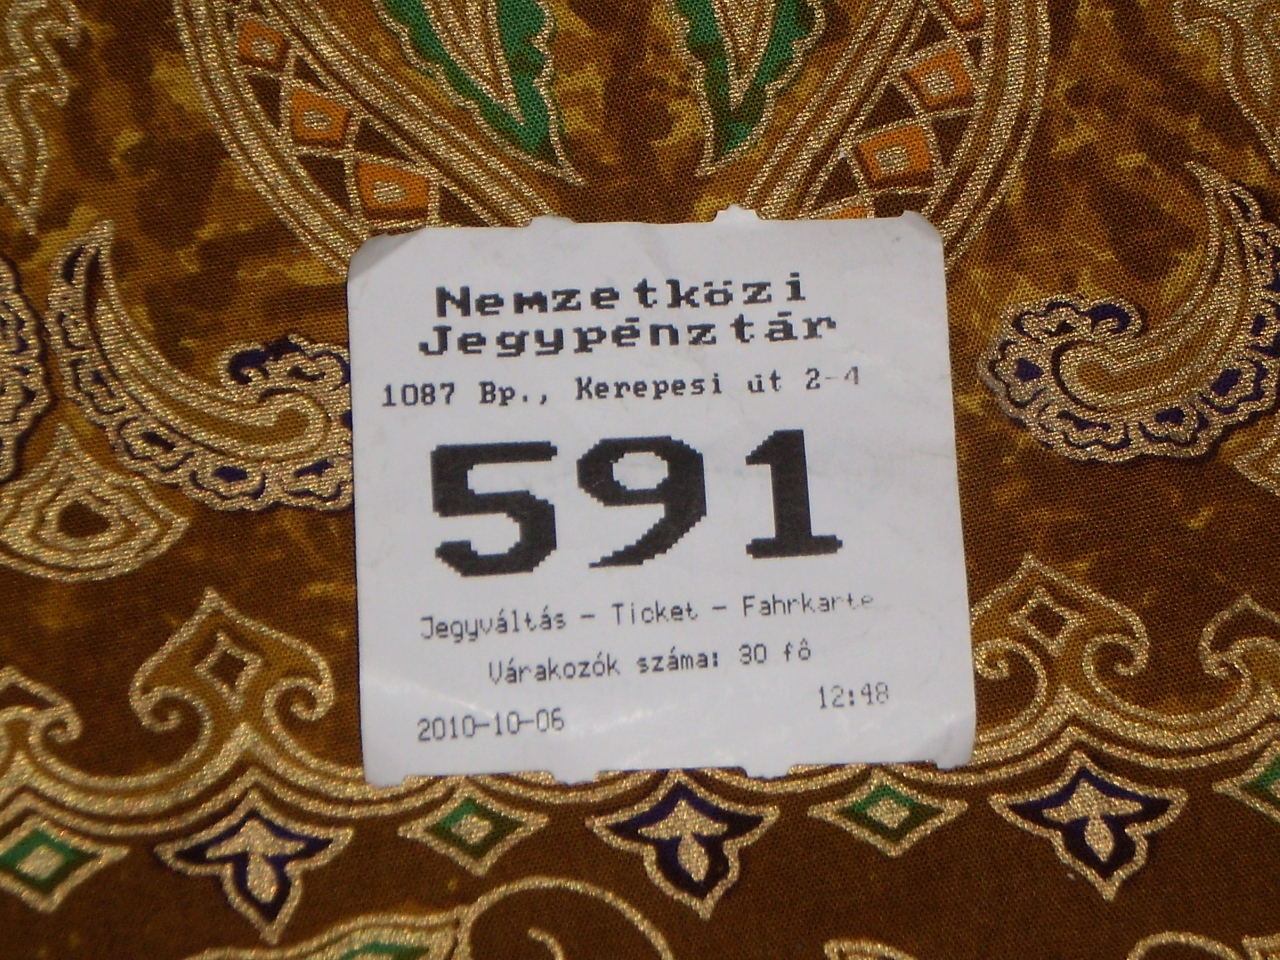 Nemzetközi
Jegypénztár
1087 Bp., Kerepesi út 2-4
591
Jegyváltás - Ticket - Fahrkarte
Várakozók száma: 30 fô
12:48
2010-10-06